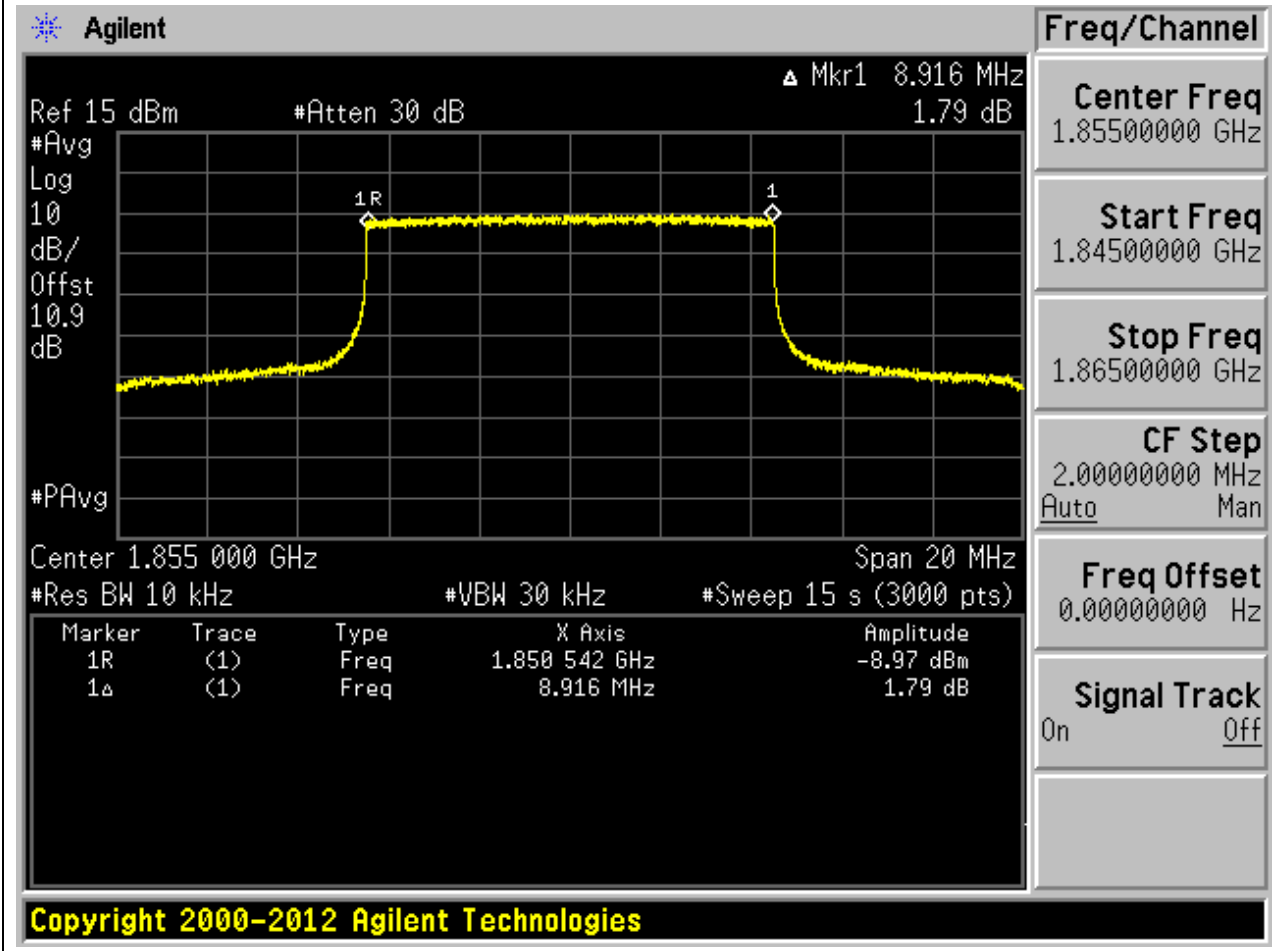 Agilent
Freq/Channel
Δ Mkr1 8.916 MHz
Ref 15 dBm #Atten 30 dB 1.79 dB
#Avg
Log
10
dB/
Offst
10.9
dB
1R
1
#PAvg
Center 1.855 000 GHz Span 20 MHz
#Res BW 10 kHz #VBW 30 kHz #Sweep 15 s (3000 pts)
Marker Trace Type X Axis Amplitude
1R (1) Freq 1.850 542 GHz -8.97 dBm
1Δ (1) Freq 8.916 MHz 1.79 dB
Center Freq
1.85500000 GHz
Start Freq
1.84500000 GHz
Stop Freq
1.86500000 GHz
CF Step
2.00000000 MHz
Auto Man
Freq Offset
0.00000000 Hz
Signal Track
On Off
Copyright 2000-2012 Agilent Technologies